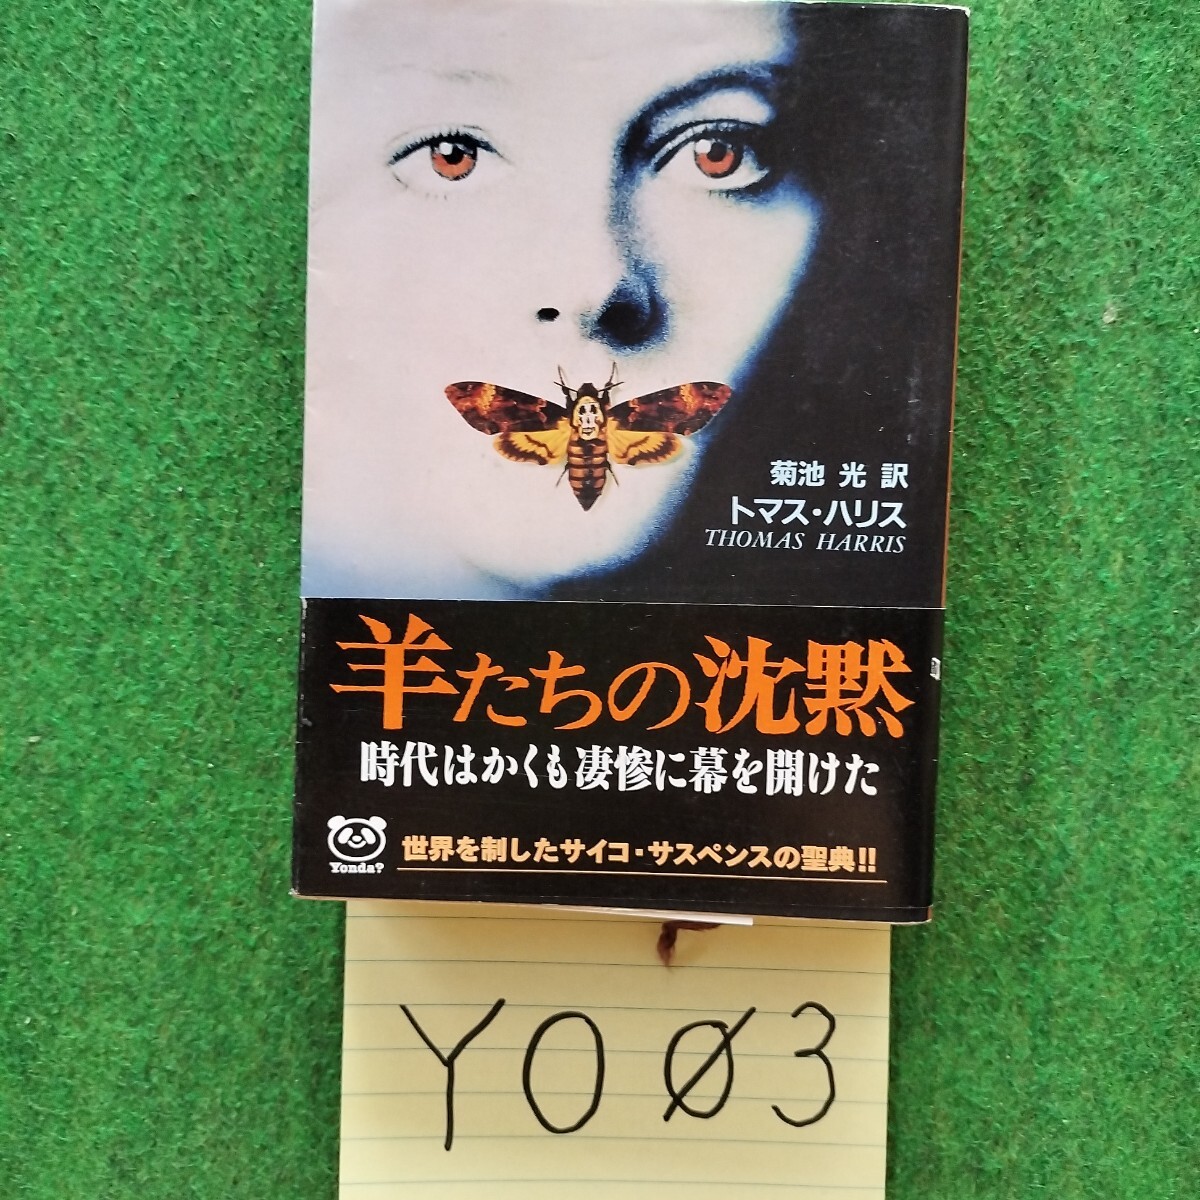 菊池 光 訳
トマス・ハリス
THOMAS HARRIS
羊たちの沈黙
時代はかくも凄惨に幕を開けた
Yonda?
世界を制したサイコ・サスペンスの聖典!!
YOØ3